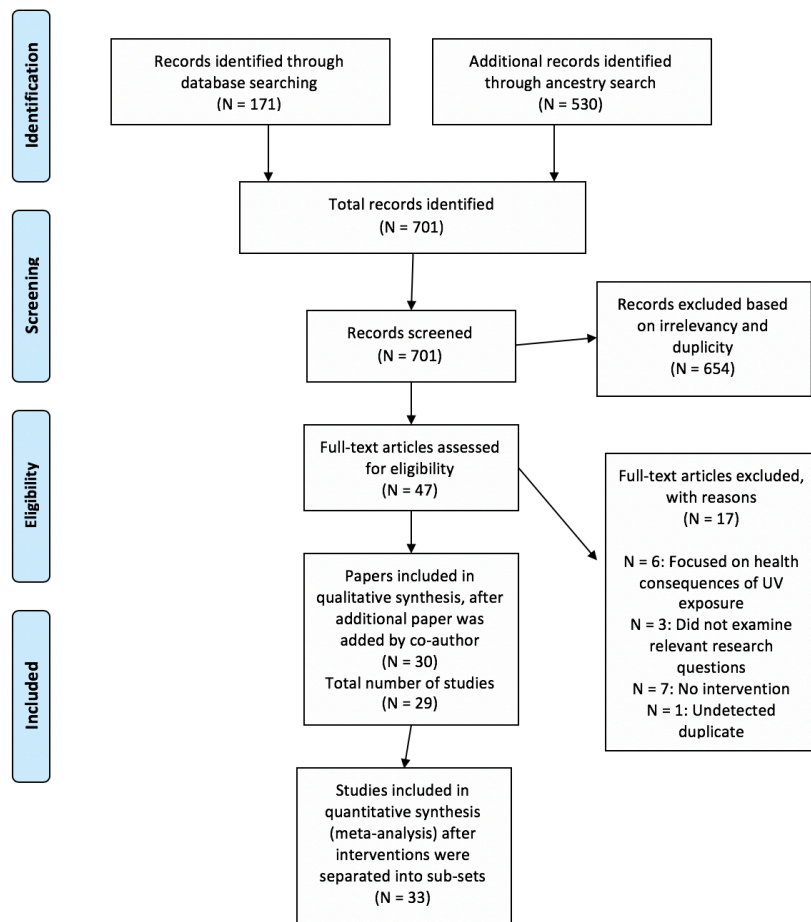 Identification
Records identified through
database searching
(N = 171)
Additional records identified
through ancestry search
(N = 530)
Total records identified
(N = 701)
Screening
Records screened
(N = 701)
Records excluded based
on irrelevancy and
duplicity
(N = 654)
Eligibility
Full-text articles assessed
for eligibility
(N = 47)
Full-text articles excluded,
with reasons
(N = 17)
N = 6: Focused on health
consequences of UV
exposure
N = 3: Did not examine
relevant research
questions
N = 7: No intervention
N = 1: Undetected
duplicate
Included
Papers included in
qualitative synthesis, after
additional paper was
added by co-author
(N = 30)
Total number of studies
(N = 29)
Studies included in
quantitative synthesis
(meta-analysis) after
interventions were
separated into sub-sets
(N = 33)